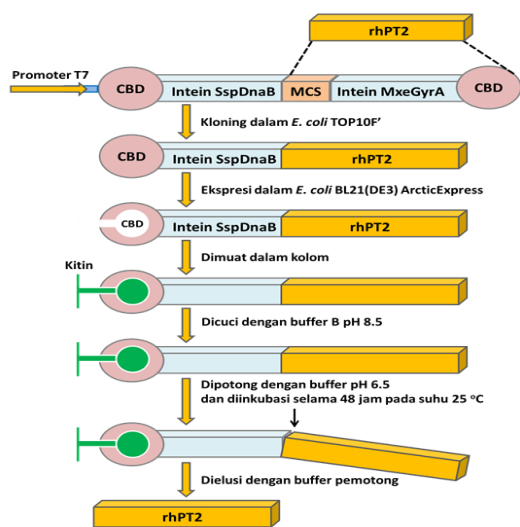 rhPT2
Promoter T7
CBD Intein SspDnaB MCS Intein MxeGyrA CBD
Kloning dalam E. coli TOP10F’
CBD Intein SspDnaB rhPT2
Ekspresi dalam E. coli BL21(DE3) ArcticExpress
CBD Intein SspDnaB rhPT2
Dimuat dalam kolom
Kitin
Dicuci dengan buffer B pH 8.5
Dipotong dengan buffer pH 6.5
dan diinkubasi selama 48 jam pada suhu 25 °C
Dielusi dengan buffer pemotong
rhPT2